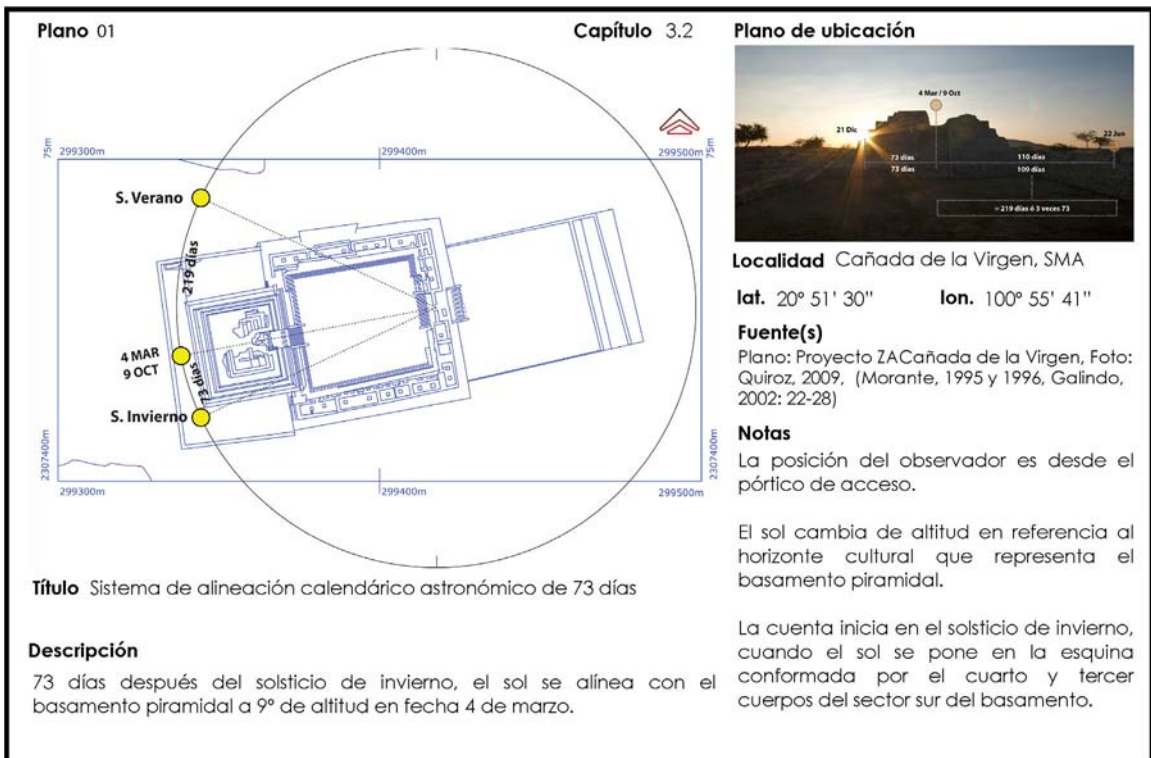 Plano 01
Capítulo 3.2
75m
299300m
299400m
299500m
75m
S. Verano
219 días
4 MAR
9 OCT
73 días
S. Invierno
2307400m
299300m
299400m
299500m
2307400m
Título Sistema de alineación calendárico astronómico de 73 días
Descripción
73 días después del solsticio de invierno, el sol se alínea con el
basamento piramidal a 9º de altitud en fecha 4 de marzo.
Plano de ubicación
4 Mar / 9 Oct
21 Dic
22 Jun
73 días
110 días
73 días
109 días
= 219 días ó 3 veces 73
Localidad Cañada de la Virgen, SMA
lat. 20º 51' 30" lon. 100º 55' 41"
Fuente(s)
Plano: Proyecto ZACañada de la Virgen, Foto:
Quiroz, 2009, (Morante, 1995 y 1996, Galindo,
2002: 22-28)
Notas
La posición del observador es desde el
pórtico de acceso.
El sol cambia de altitud en referencia al
horizonte cultural que representa el
basamento piramidal.
La cuenta inicia en el solsticio de invierno,
cuando el sol se pone en la esquina
conformada por el cuarto y tercer
cuerpos del sector sur del basamento.